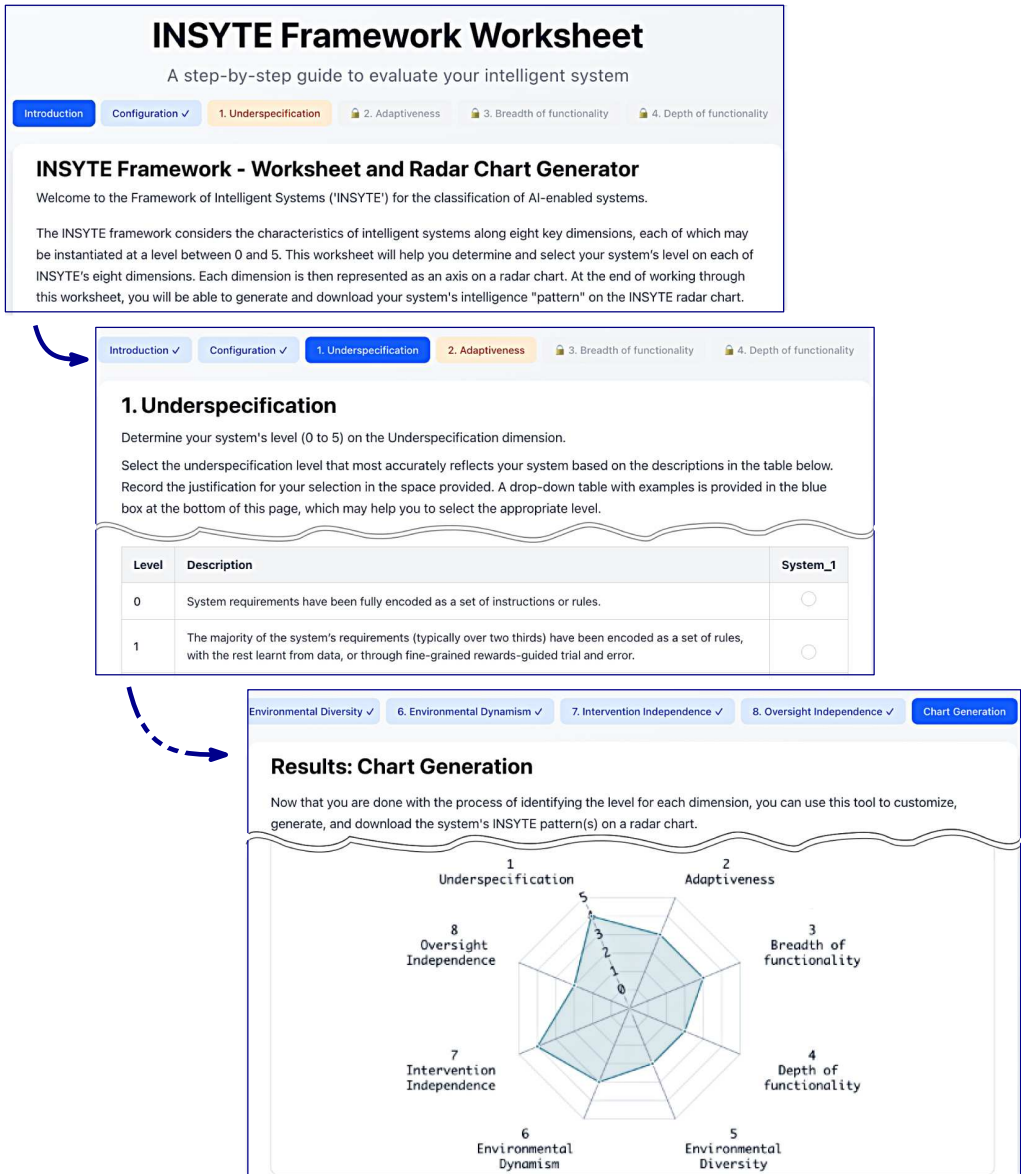 INSYTE Framework Worksheet
A step-by-step guide to evaluate your intelligent system
Introduction
Configuration ✓
1. Underspecification
🔒 2. Adaptiveness
🔒 3. Breadth of functionality
🔒 4. Depth of functionality
INSYTE Framework - Worksheet and Radar Chart Generator
Welcome to the Framework of Intelligent Systems ('INSYTE') for the classification of AI-enabled systems.
The INSYTE framework considers the characteristics of intelligent systems along eight key dimensions, each of which may
be instantiated at a level between 0 and 5. This worksheet will help you determine and select your system's level on each of
INSYTE's eight dimensions. Each dimension is then represented as an axis on a radar chart. At the end of working through
this worksheet, you will be able to generate and download your system's intelligence "pattern" on the INSYTE radar chart.
Introduction ✓
Configuration ✓
1. Underspecification
2. Adaptiveness
🔒 3. Breadth of functionality
🔒 4. Depth of functionality
1. Underspecification
Determine your system's level (0 to 5) on the Underspecification dimension.
Select the underspecification level that most accurately reflects your system based on the descriptions in the table below.
Record the justification for your selection in the space provided. A drop-down table with examples is provided in the blue
box at the bottom of this page, which may help you to select the appropriate level.
Level Description System_1
0 System requirements have been fully encoded as a set of instructions or rules.
1 The majority of the system's requirements (typically over two thirds) have been encoded as a set of rules,
with the rest learnt from data, or through fine-grained rewards-guided trial and error.
Environmental Diversity ✓
6. Environmental Dynamism ✓
7. Intervention Independence ✓
8. Oversight Independence ✓
Chart Generation
Results: Chart Generation
Now that you are done with the process of identifying the level for each dimension, you can use this tool to customize,
generate, and download the system's INSYTE pattern(s) on a radar chart.
1
Underspecification
2
Adaptiveness
3
Breadth of
functionality
4
Depth of
functionality
5
Environmental
Diversity
6
Environmental
Dynamism
7
Intervention
Independence
8
Oversight
Independence
5
4
3
2
1
0